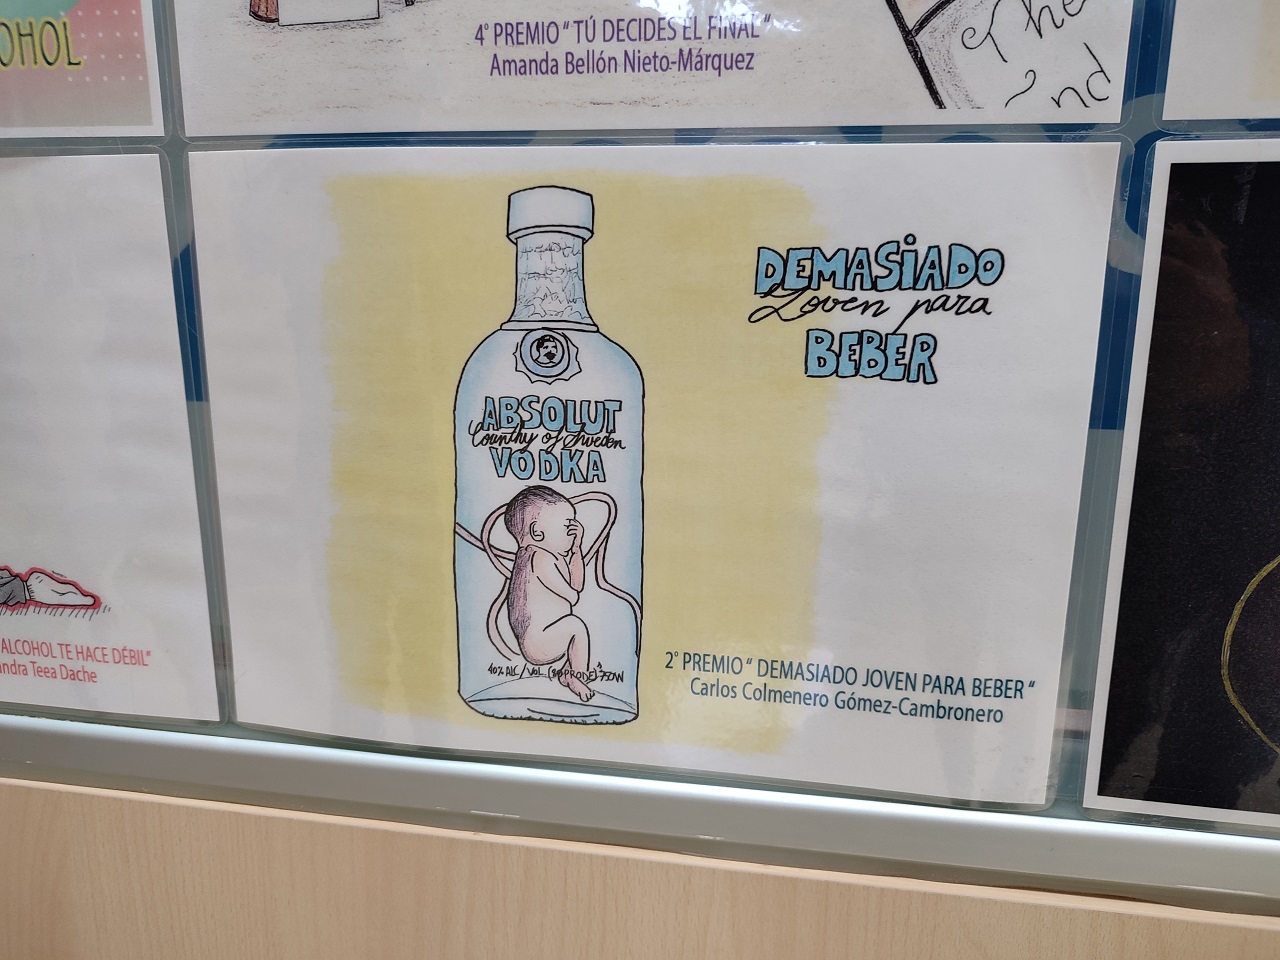 OHOL
4º PREMIO “ TÚ DECIDES EL FINAL “
Amanda Bellón Nieto-Márquez
The
nd
DEMASiADO
Joven para
BEBER
ABSOLUT
Country of Sweden
VODKA
40% ALC/VOL
ALCOHOL TE HACE DÉBIL“
andra Teea Dache
2º PREMIO “ DEMASIADO JOVEN PARA BEBER “
Carlos Colmenero Gómez-Cambronero